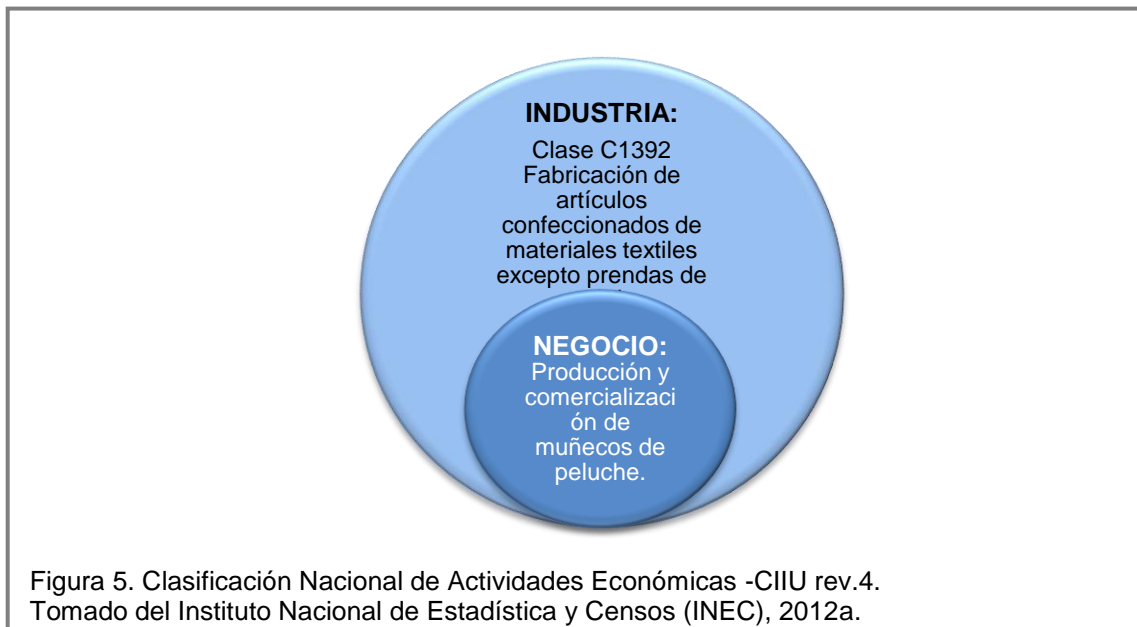 INDUSTRIA:
Clase C1392
Fabricación de
artículos
confeccionados de
materiales textiles
excepto prendas de
NEGOCIO:
Producción y
comercializaci
ón de
muñecos de
peluche.
Figura 5. Clasificación Nacional de Actividades Económicas -CIIU rev.4.
Tomado del Instituto Nacional de Estadística y Censos (INEC), 2012a.